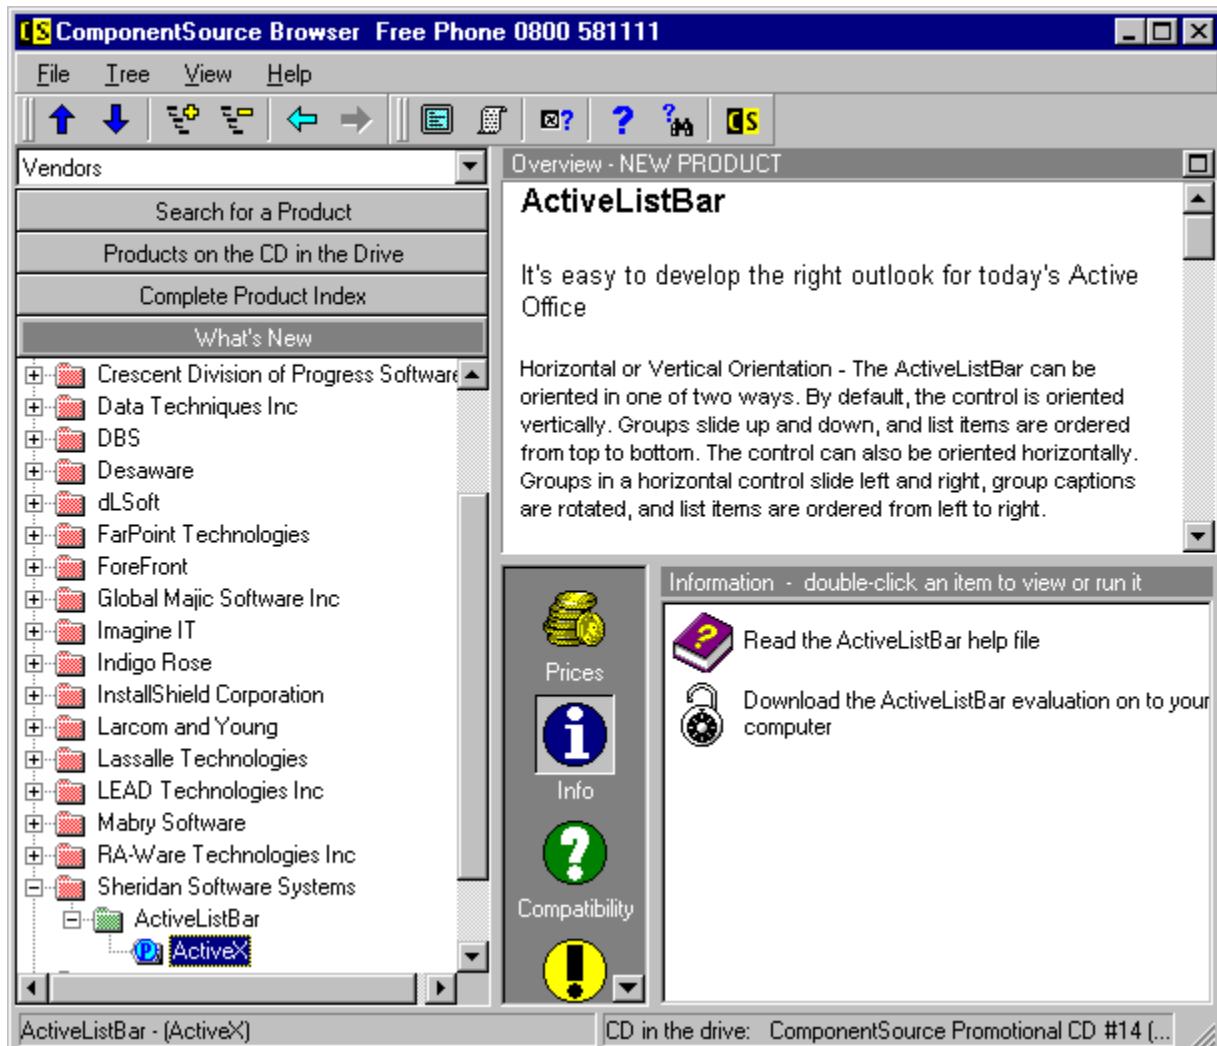 CS ComponentSource Browser Free Phone 0800 581111
File Tree View Help
CS
Vendors
Search for a Product
Products on the CD in the Drive
Complete Product Index
What's New
Crescent Division of Progress Software
Data Techniques Inc
DBS
Desaware
dLSoft
FarPoint Technologies
ForeFront
Global Majic Software Inc
Imagine IT
Indigo Rose
InstallShield Corporation
Larcom and Young
Lassalle Technologies
LEAD Technologies Inc
Mabry Software
RA-Ware Technologies Inc
Sheridan Software Systems
ActiveListBar
ActiveX
Overview - NEW PRODUCT
ActiveListBar
It's easy to develop the right outlook for today's Active
Office
Horizontal or Vertical Orientation - The ActiveListBar can be
oriented in one of two ways. By default, the control is oriented
vertically. Groups slide up and down, and list items are ordered
from top to bottom. The control can also be oriented horizontally.
Groups in a horizontal control slide left and right, group captions
are rotated, and list items are ordered from left to right.
Prices
Info
Compatibility
Information - double-click an item to view or run it
Read the ActiveListBar help file
Download the ActiveListBar evaluation on to your
computer
ActiveListBar - (ActiveX)
CD in the drive: ComponentSource Promotional CD #14 (...